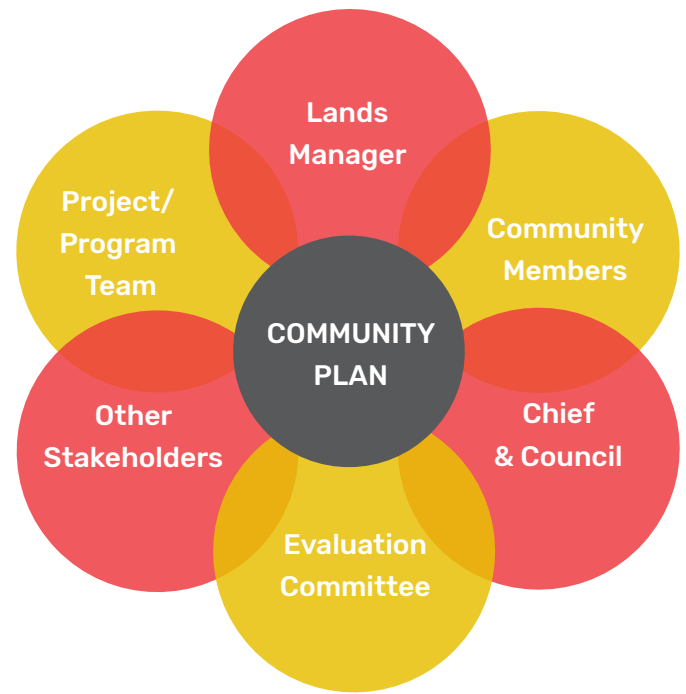 Lands
Manager
Project/
Program
Team
Community
Members
COMMUNITY
PLAN
Other
Stakeholders
Chief
& Council
Evaluation
Committee